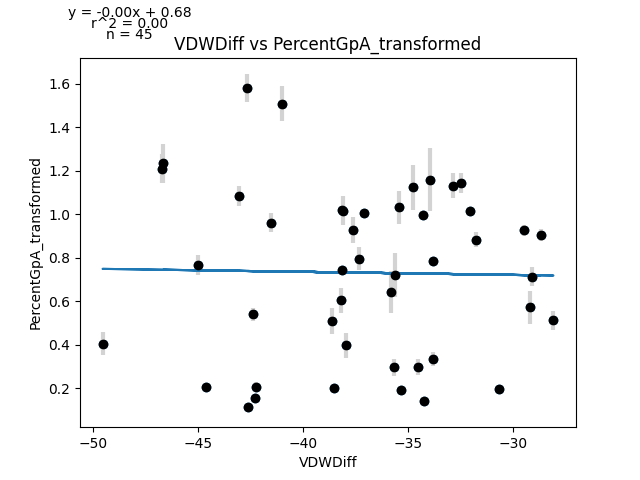 y = -0.00x + 0.68
r^2 = 0.00
n = 45
VDWDiff vs PercentGpA_transformed
PercentGpA_transformed
1.6
1.4
1.2
1.0
0.8
0.6
0.4
0.2
−50 −45 −40 −35 −30
VDWDiff